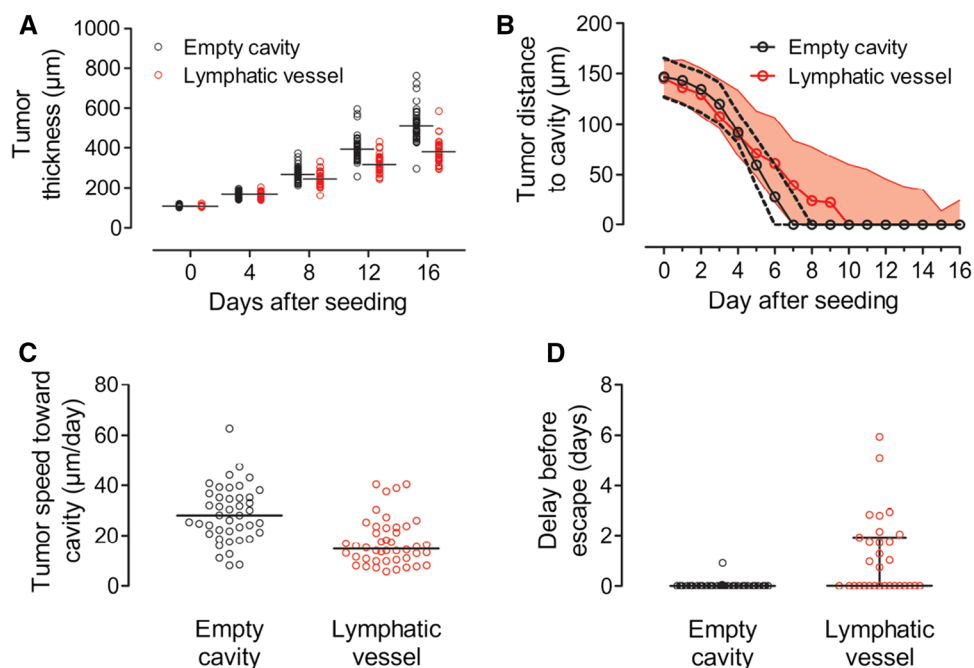 A
Tumor
thickness (µm)
1000
800
600
400
200
0
Empty cavity
Lymphatic vessel
0 4 8 12 16
Days after seeding
B
Tumor distance
to cavity (µm)
200
150
100
50
0
Empty cavity
Lymphatic vessel
0 2 4 6 8 10 12 14 16
Day after seeding
C
Tumor speed toward
cavity (µm/day)
80
60
40
20
0
Empty
cavity
Lymphatic
vessel
D
Delay before
escape (days)
8
6
4
2
0
Empty
cavity
Lymphatic
vessel